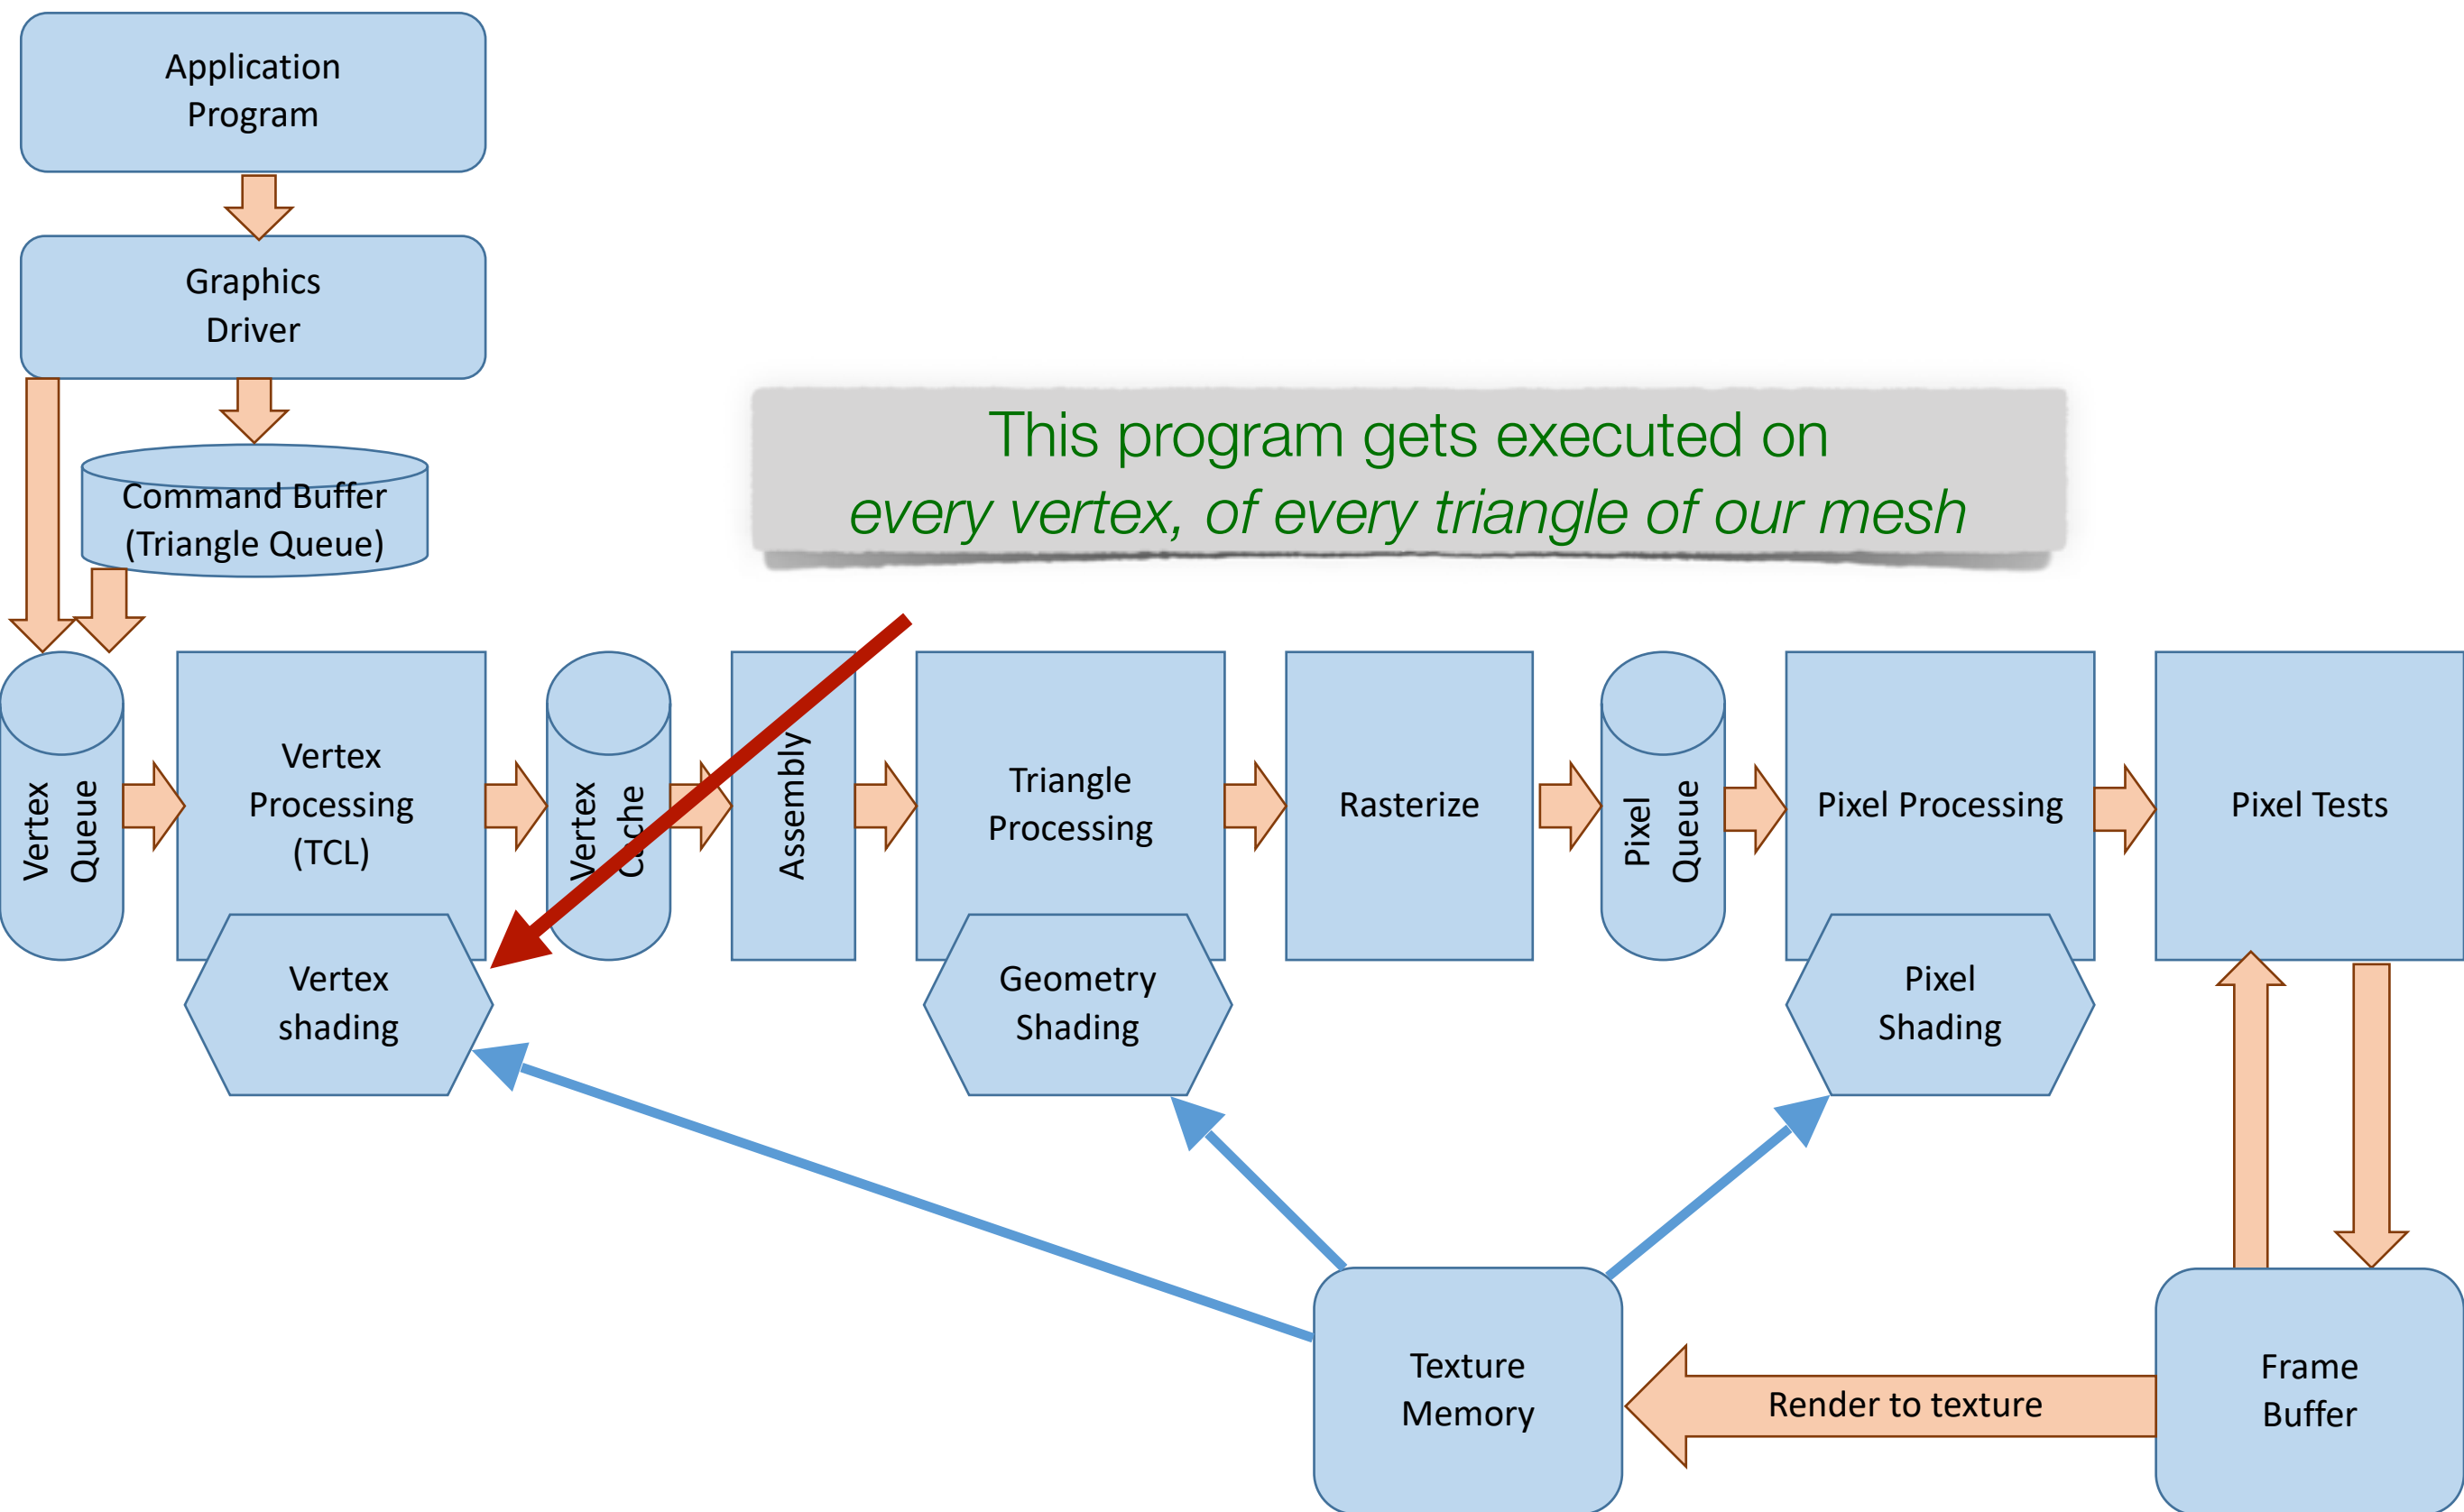 Application
Program
Graphics
Driver
Command Buffer
(Triangle Queue)
This program gets executed on
every vertex, of every triangle of our mesh
Vertex
Queue
Vertex
Processing
(TCL)
Vertex
Cache
Assembly
Triangle
Processing
Rasterize
Pixel
Queue
Pixel Processing
Pixel Tests
Vertex
shading
Geometry
Shading
Pixel
Shading
Texture
Memory
Render to texture
Frame
Buffer